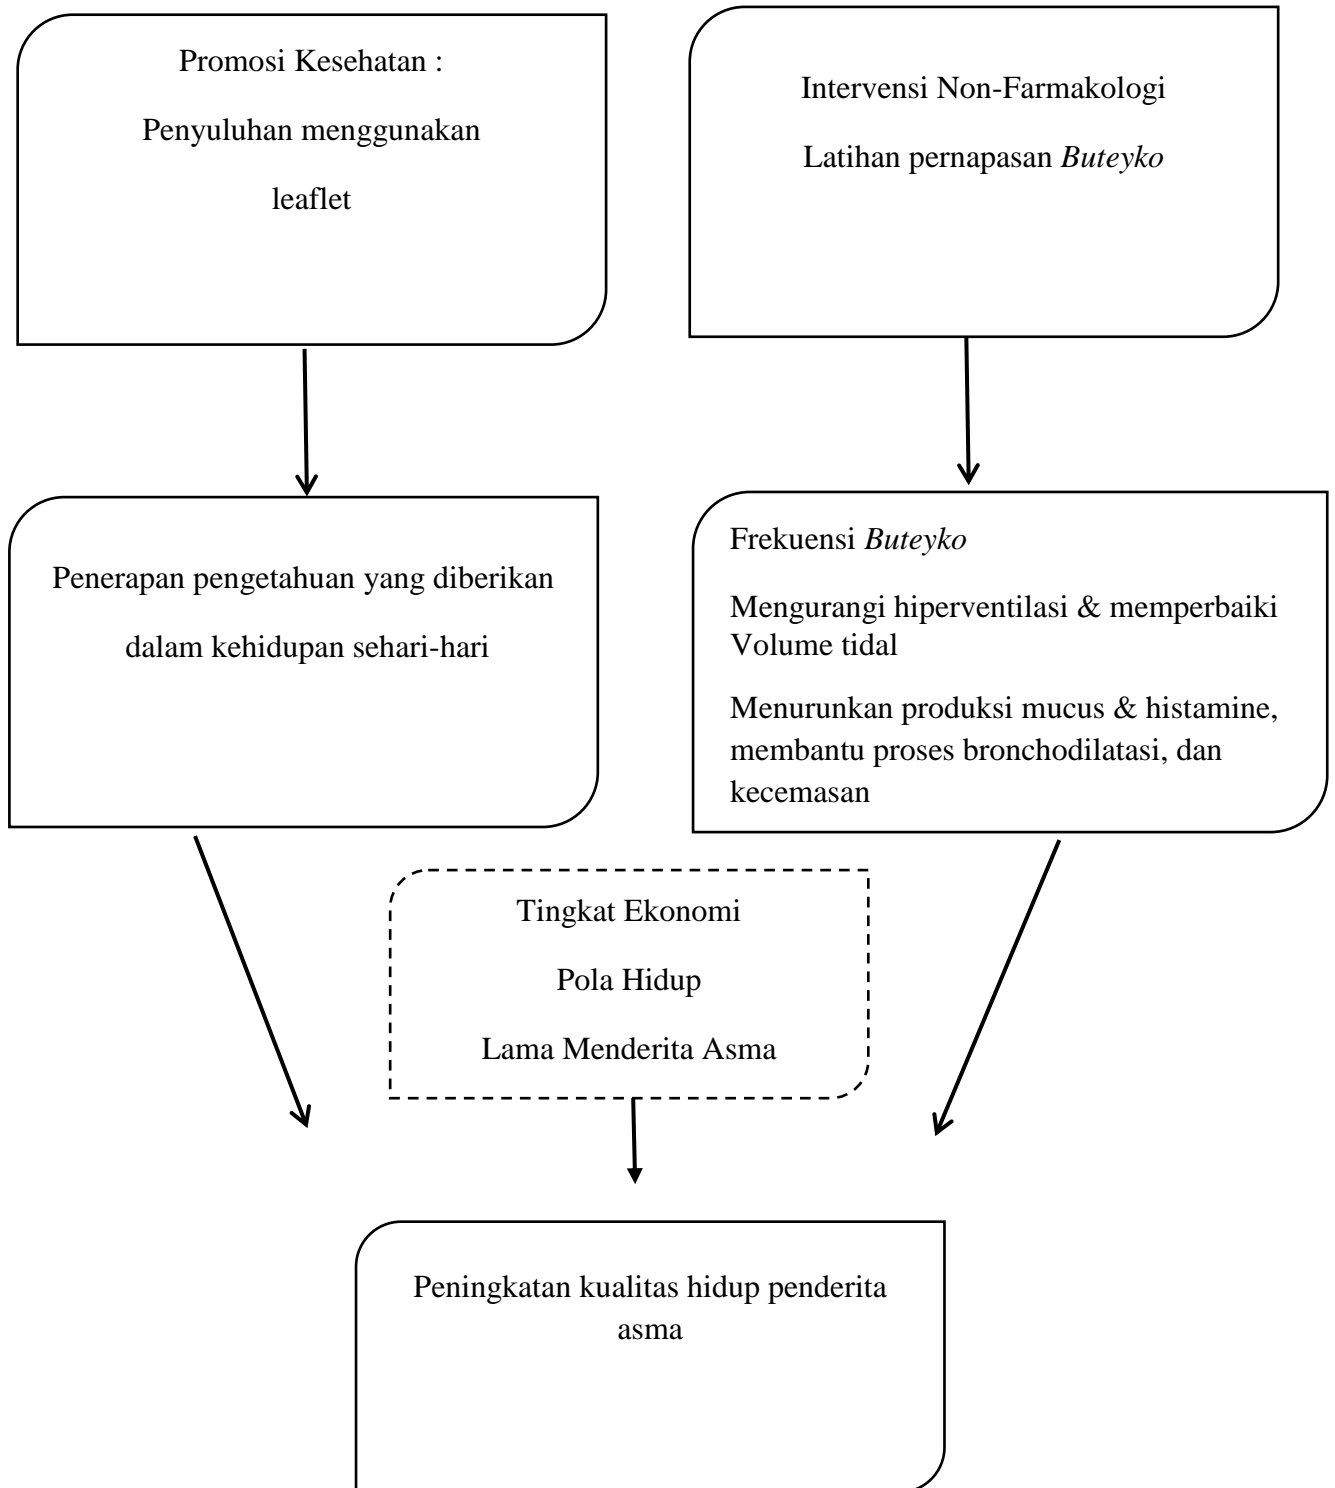 Promosi Kesehatan :
Penyuluhan menggunakan
leaflet
Intervensi Non-Farmakologi
Latihan pernapasan Buteyko
Penerapan pengetahuan yang diberikan
dalam kehidupan sehari-hari
Frekuensi Buteyko
Mengurangi hiperventilasi & memperbaiki
Volume tidal
Menurunkan produksi mucus & histamine,
membantu proses bronchodilatasi, dan
kecemasan
Tingkat Ekonomi
Pola Hidup
Lama Menderita Asma
Peningkatan kualitas hidup penderita
asma